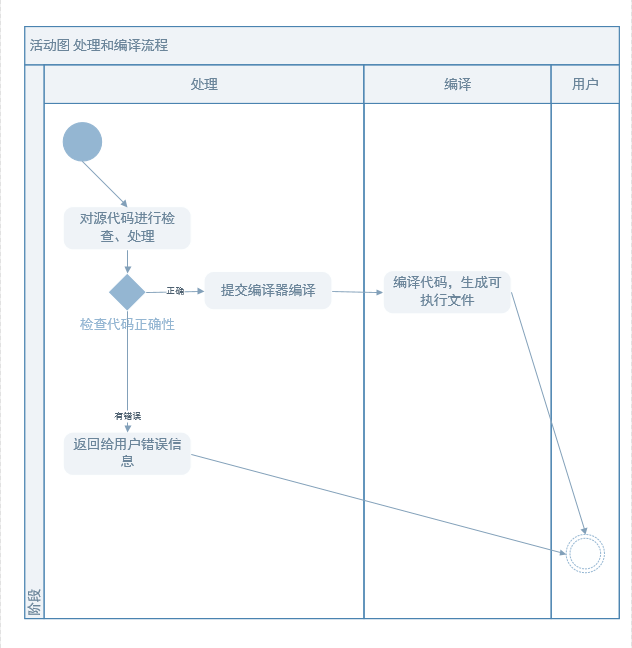 活动图 处理和编译流程
处理
编译
用户
对源代码进行检
查、处理
正确
提交编译器编译
编译代码，生成可
执行文件
检查代码正确性
有错误
返回给用户错误信
息
阶段